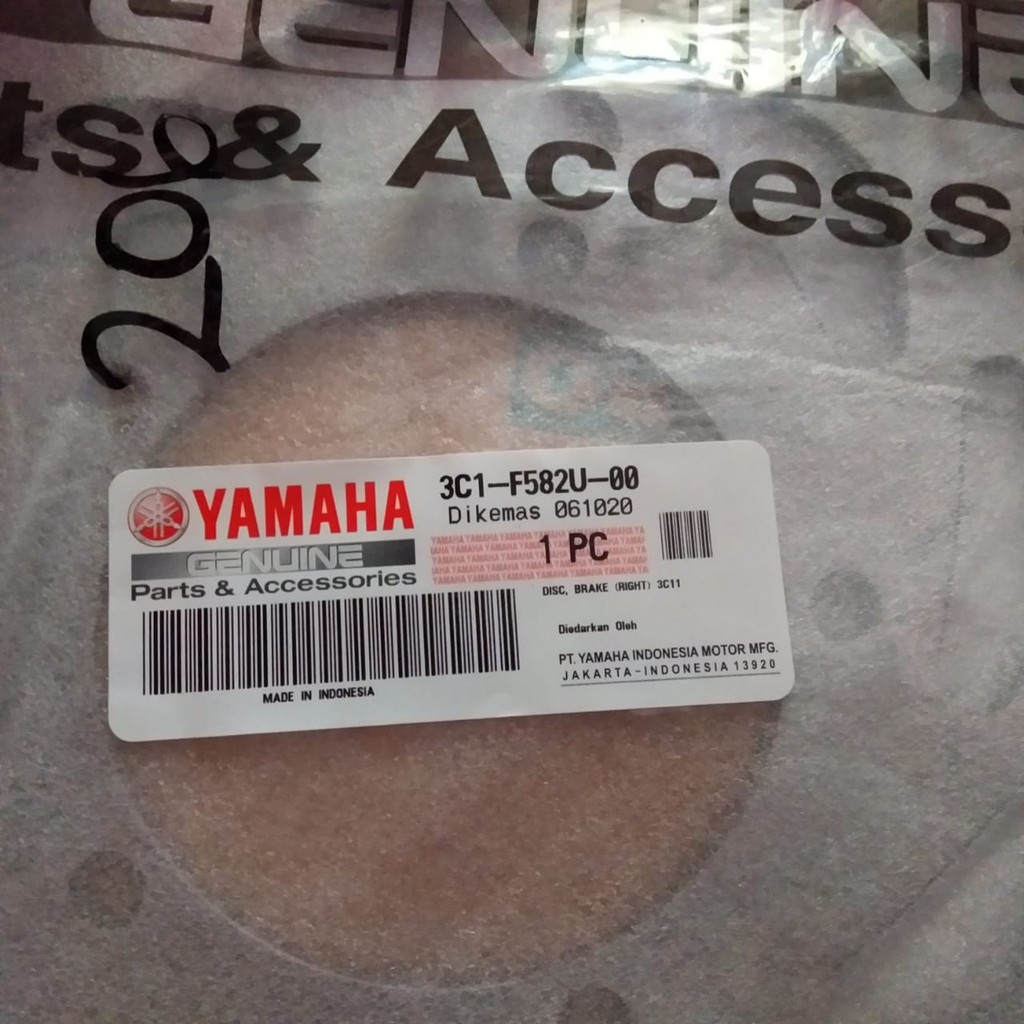 GENUINE
ts & Access
200
YAMAHA
GENUINE
Parts & Accessories
MADE IN INDONESIA
3C1-F582U-00
Dikemas 061020
1 PC
DISC, BRAKE (RIGHT) 3C11
Diedarkan Oleh
PT. YAMAHA INDONESIA MOTOR MFG.
JAKARTA-INDONESIA 13920